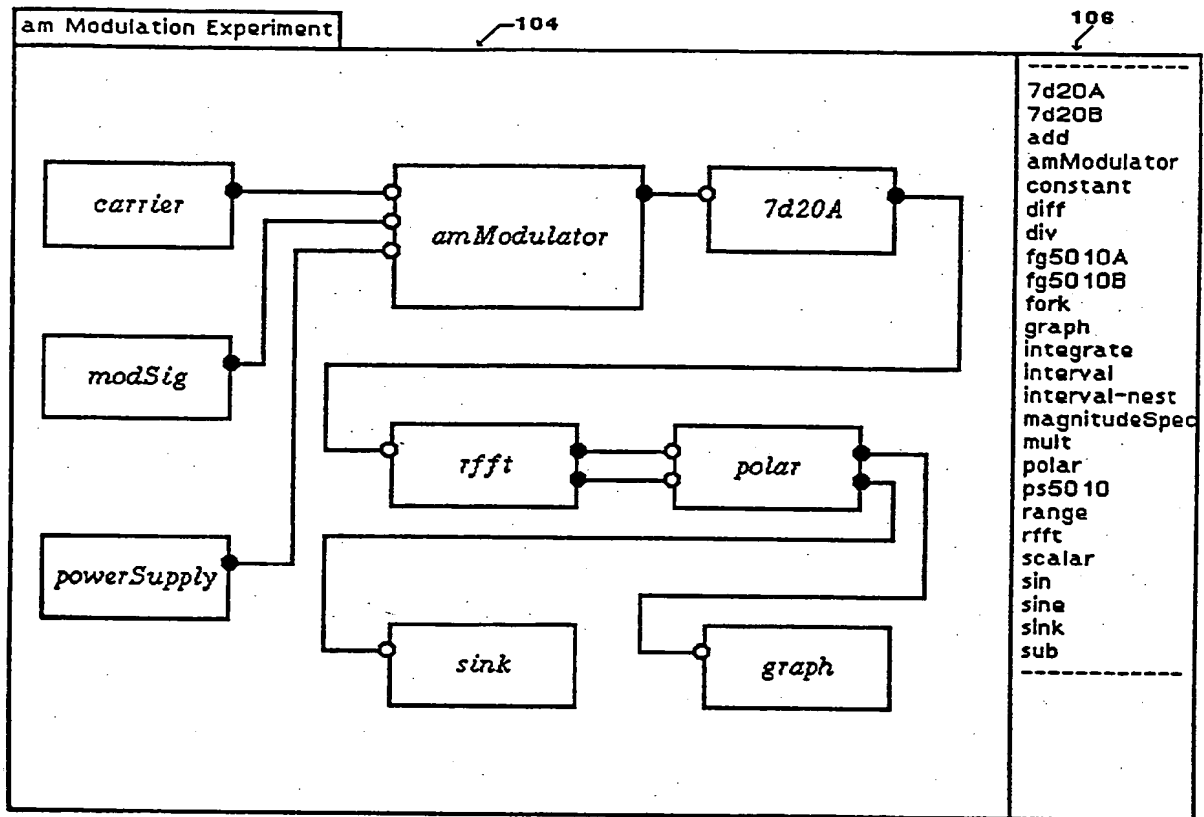 am Modulation Experiment
104
106
carrier
amModulator
7d20A
modSig
rfft
polar
powerSupply
sink
graph
-------------
7d20A
7d20B
add
amModulator
constant
diff
div
fg5010A
fg5010B
fork
graph
integrate
interval
interval-nest
magnitudeSpec
mult
polar
ps5010
range
rfft
scalar
sin
sine
sink
sub
-------------